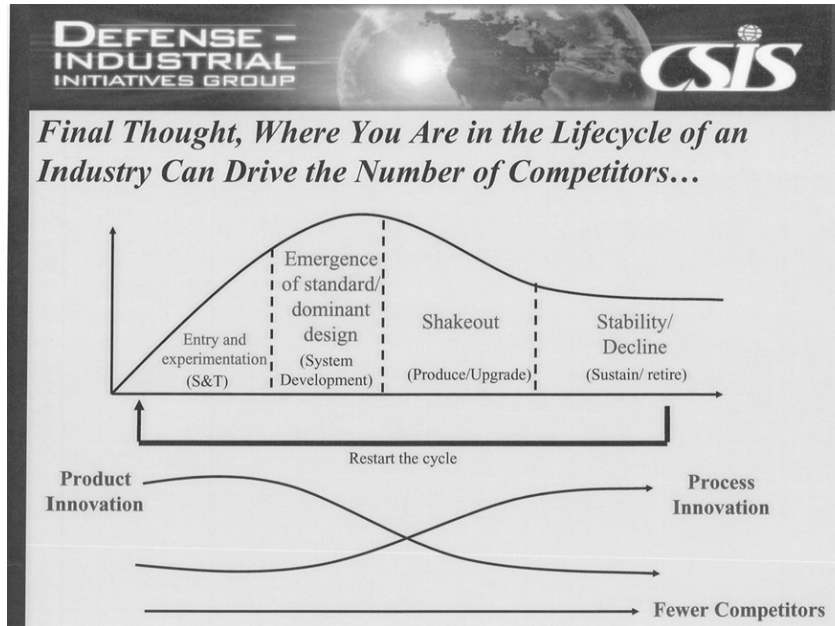 DEFENSE –
INDUSTRIAL
INITIATIVES GROUP
CSIS
Final Thought, Where You Are in the Lifecycle of an
Industry Can Drive the Number of Competitors…
Entry and
experimentation
(S&T)
Emergence
of standard/
dominant
design
(System
Development)
Shakeout
(Produce/Upgrade)
Stability/
Decline
(Sustain/ retire)
Restart the cycle
Product
Innovation
Process
Innovation
Fewer Competitors